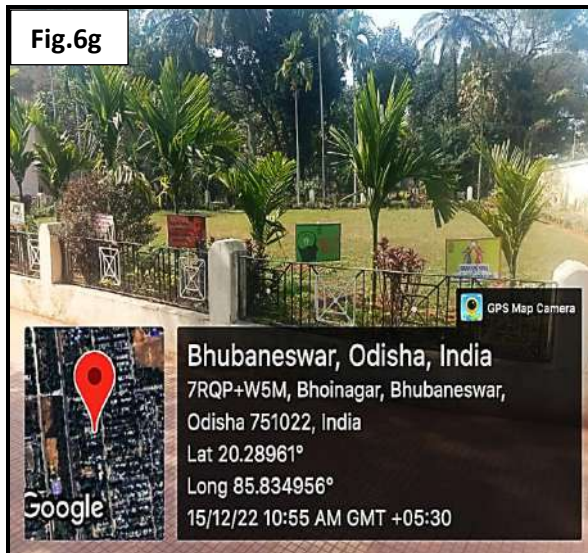 Fig.6g
GPS Map Camera
Bhubaneswar, Odisha, India
7RQP+W5M, Bhoinagar, Bhubaneswar,
Odisha 751022, India
Lat 20.28961°
Long 85.834956°
15/12/22 10:55 AM GMT +05:30
Google